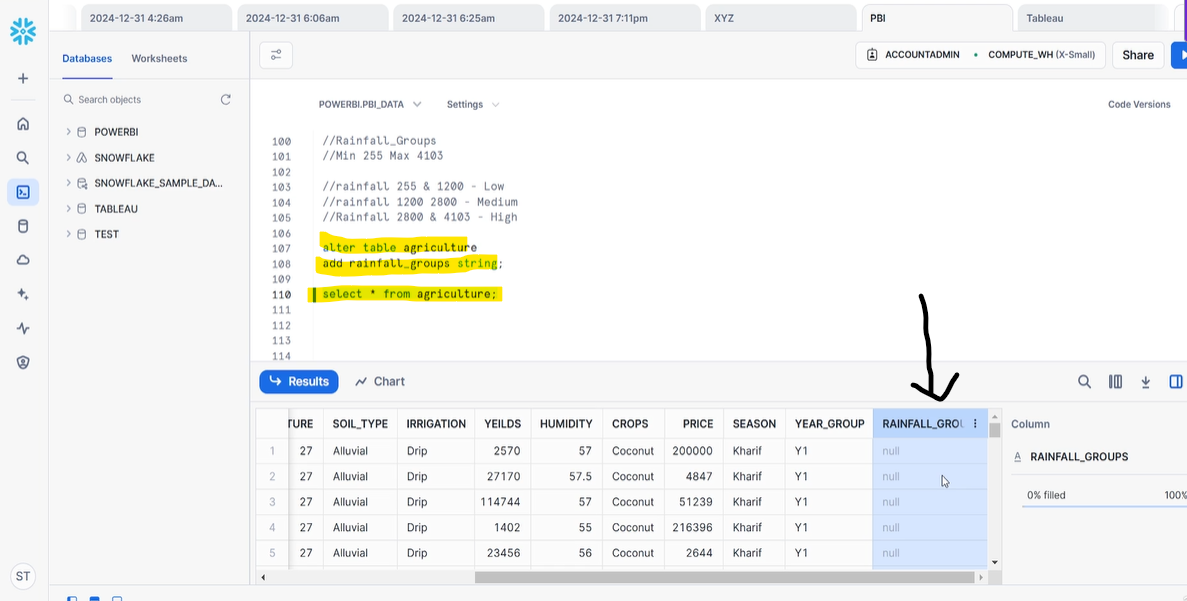 2024-12-31 4:26am 2024-12-31 6:06am 2024-12-31 6:25am 2024-12-31 7:11pm XYZ PBI Tableau
Databases Worksheets
ACCOUNTADMIN • COMPUTE_WH (X-Small) Share
Search objects
POWERBI
SNOWFLAKE
SNOWFLAKE_SAMPLE_DA...
TABLEAU
TEST
ST
POWERBI.PBI_DATA Settings Code Versions
100 //Rainfall_Groups
101 //Min 255 Max 4103
102
103 //rainfall 255 & 1200 - Low
104 //rainfall 1200 2800 - Medium
105 //Rainfall 2800 & 4103 - High
106
107 alter table agriculture
108 add rainfall_groups string;
109
110 select * from agriculture;
111
112
113
114
Results Chart
TURE SOIL_TYPE IRRIGATION YEILDS HUMIDITY CROPS PRICE SEASON YEAR_GROUP RAINFALL_GROU
1 27 Alluvial Drip 2570 57 Coconut 200000 Kharif Y1 null
2 27 Alluvial Drip 27170 57.5 Coconut 4847 Kharif Y1 null
3 27 Alluvial Drip 114744 57 Coconut 51239 Kharif Y1 null
4 27 Alluvial Drip 1402 55 Coconut 216396 Kharif Y1 null
5 27 Alluvial Drip 23456 56 Coconut 2644 Kharif Y1 null
Column
A RAINFALL_GROUPS
0% filled 100%